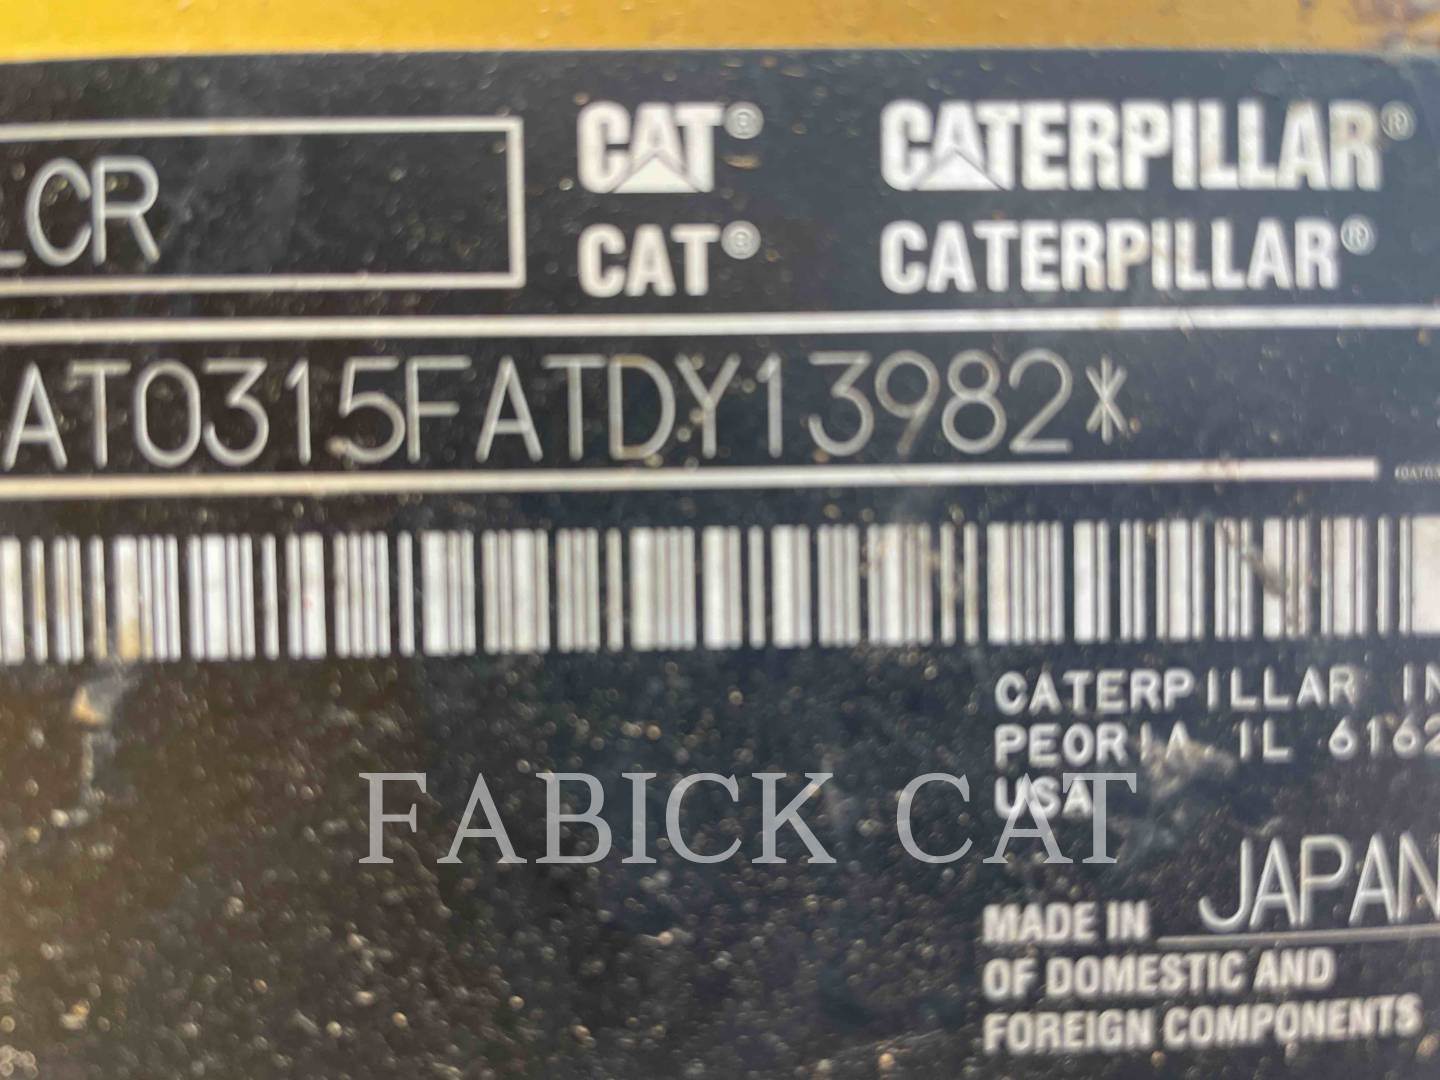 LCR
CAT® CATERPILLAR®
CAT® CATERPILLAR®
AT0315FATDY13982*
CATERPILLAR IN
PEORIA IL 6162
USA
FABICK CAT
MADE IN JAPAN
OF DOMESTIC AND
FOREIGN COMPONENTS